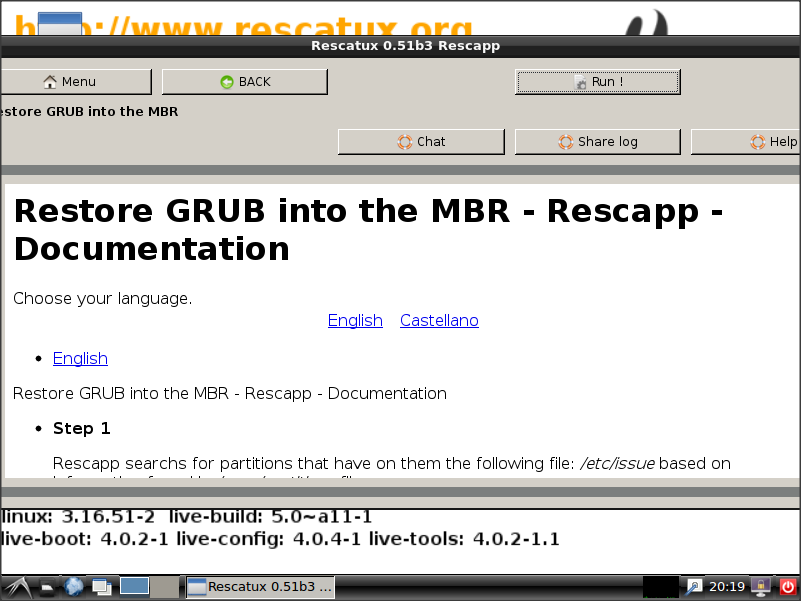 http://www.rescatux.org
Rescatux 0.51b3 Rescapp
Menu
BACK
Run !
estore GRUB into the MBR
Chat
Share log
Help
Restore GRUB into the MBR - Rescapp -
Documentation
Choose your language.
English Castellano
• English
Restore GRUB into the MBR - Rescapp - Documentation
• Step 1
Rescapp searchs for partitions that have on them the following file: /etc/issue based on
linux: 3.16.51-2 live-build: 5.0~a11-1
live-boot: 4.0.2-1 live-config: 4.0.4-1 live-tools: 4.0.2-1.1
Rescatux 0.51b3 ...
20:19